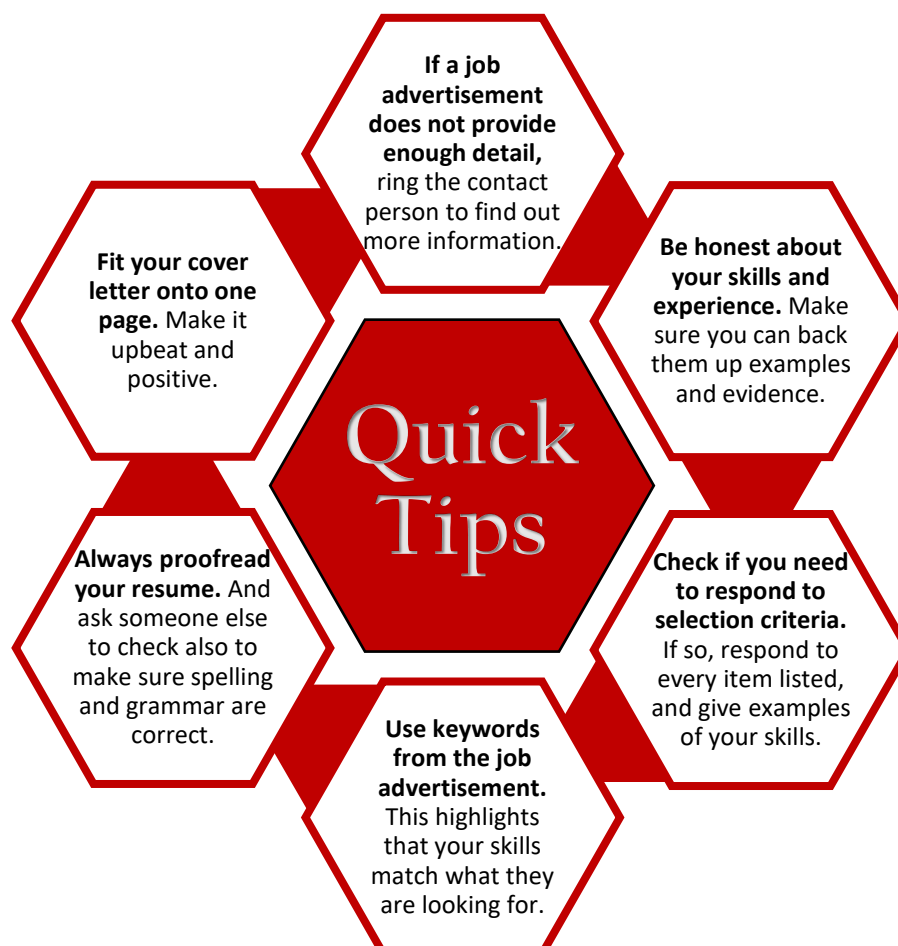 If a job
advertisement
does not provide
enough detail,
ring the contact
person to find out
more information.
Be honest about
your skills and
experience. Make
sure you can back
them up examples
and evidence.
Check if you need
to respond to
selection criteria.
If so, respond to
every item listed,
and give examples
of your skills.
Use keywords
from the job
advertisement.
This highlights
that your skills
match what they
are looking for.
Always proofread
your resume. And
ask someone else
to check also to
make sure spelling
and grammar are
correct.
Fit your cover
letter onto one
page. Make it
upbeat and
positive.
Quick
Tips